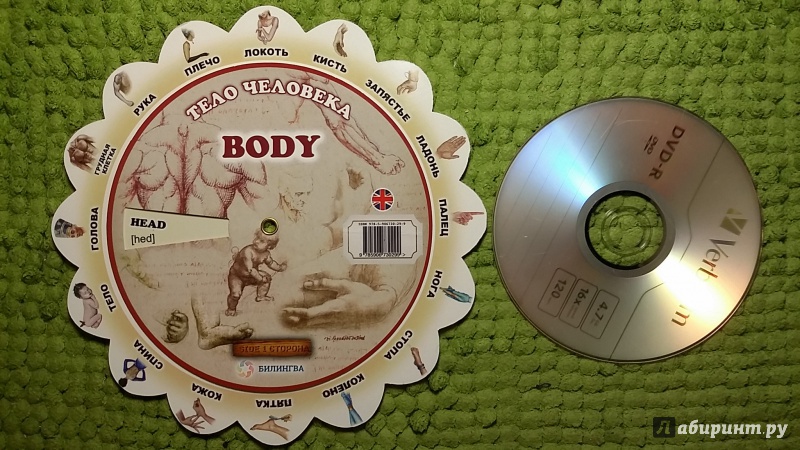 ТЕЛО ЧЕЛОВЕКА
BODY
HEAD
[hed]
БИЛИНГВА
ЛОКОТЬ
КИСТЬ
ЗАПЯСТЬЕ
ЛАДОНЬ
ПАЛЕЦ
НОГА
СТОПА
КОЛЕНО
ПЯТКА
КОЖА
СПИНА
ТЕЛО
ГОЛОВА
ГРУДНАЯ
КЛЕТКА
РУКА
ПЛЕЧО
DVD-R
4.7
16x
120
Лабиринт.ру